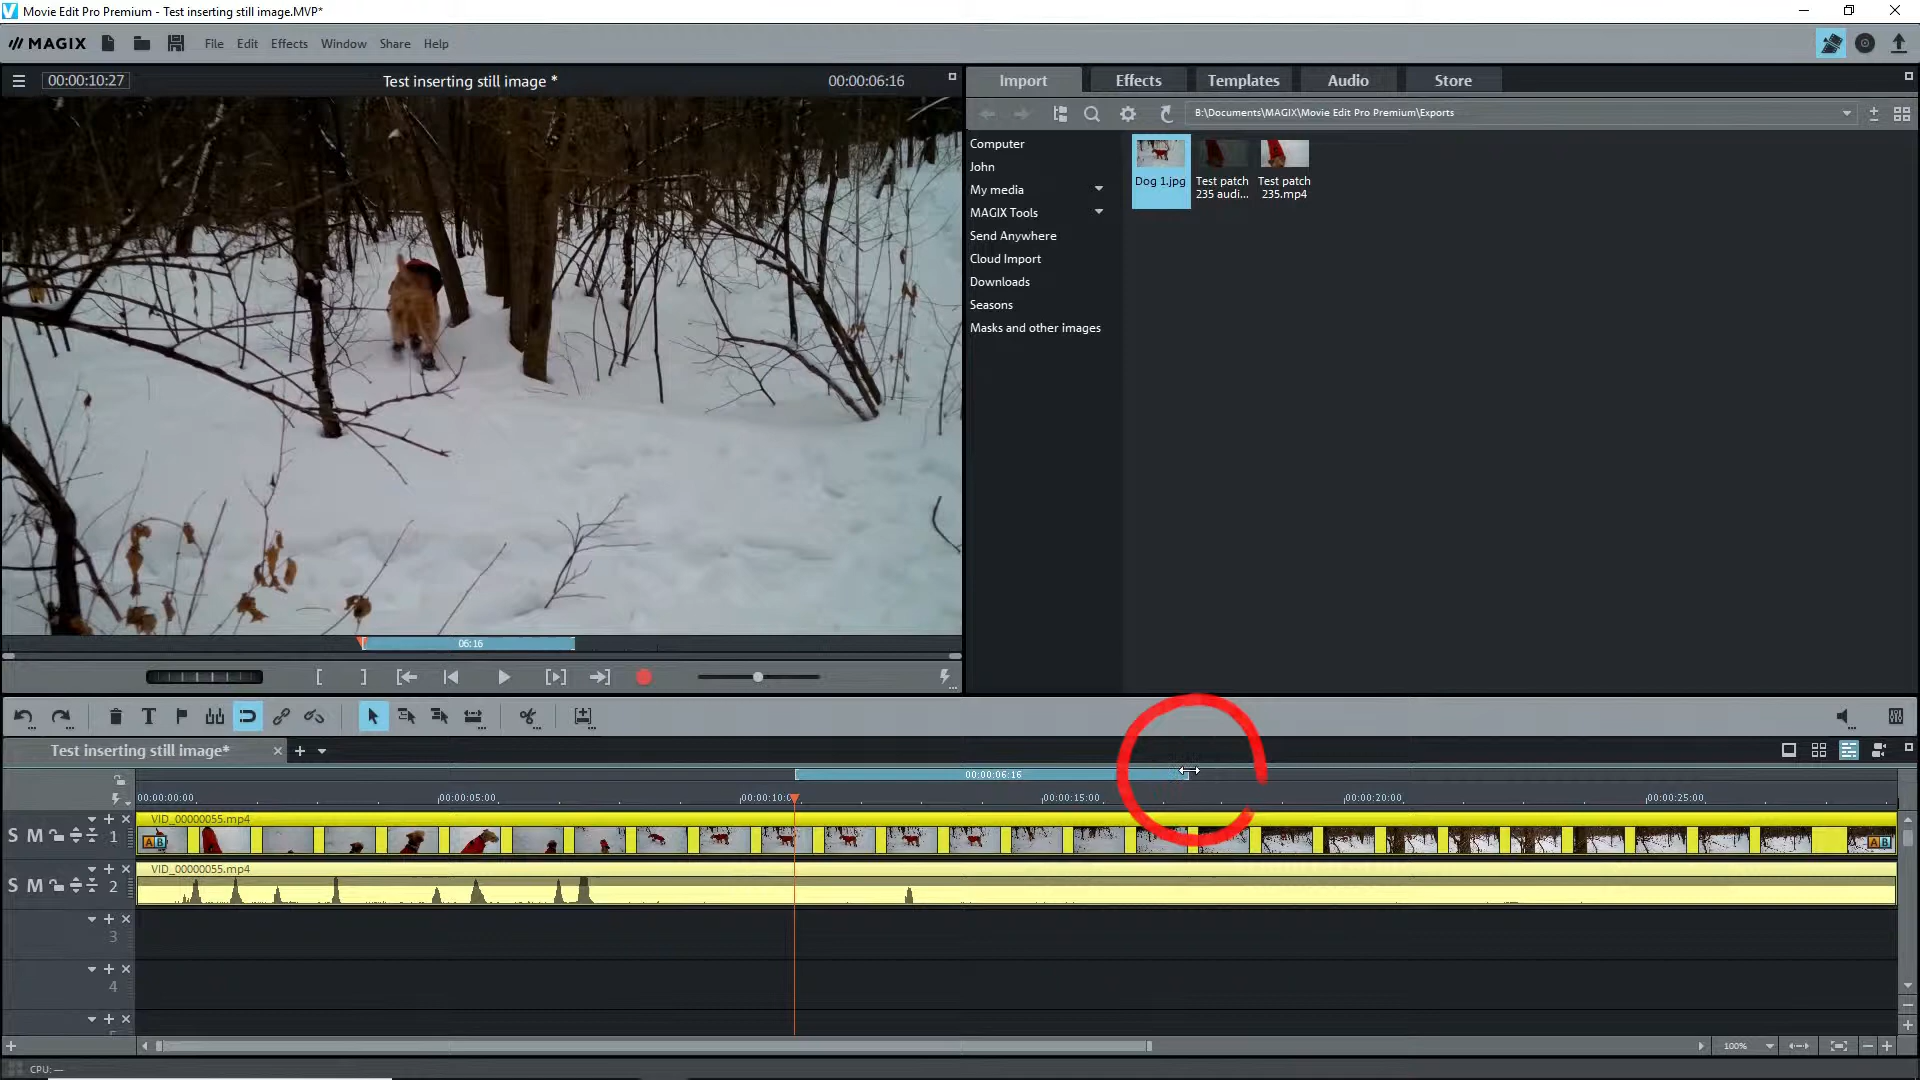 Movie Edit Pro Premium - Test inserting still image.MVP*
MAGIX File Edit Effects Window Share Help
00:00:10:27 Test inserting still image * 00:00:06:16
Import Effects Templates Audio Store
B:\Documents\MAGIX\Movie Edit Pro Premium\Exports
Computer
John
My media
MAGIX Tools
Send Anywhere
Cloud Import
Downloads
Seasons
Masks and other images
Dog 1.jpg
Test patch
235 audi...
Test patch
235.mp4
06:16
Test inserting still image*
00:00:06:16
00:00:00:00 00:00:05:00 00:00:10:0 00:00:15:00 00:00:20:00 00:00:25:00
VID_00000055.mp4
S M 1
A B A B
VID_00000055.mp4
S M 2
3
4
100%
CPU: —